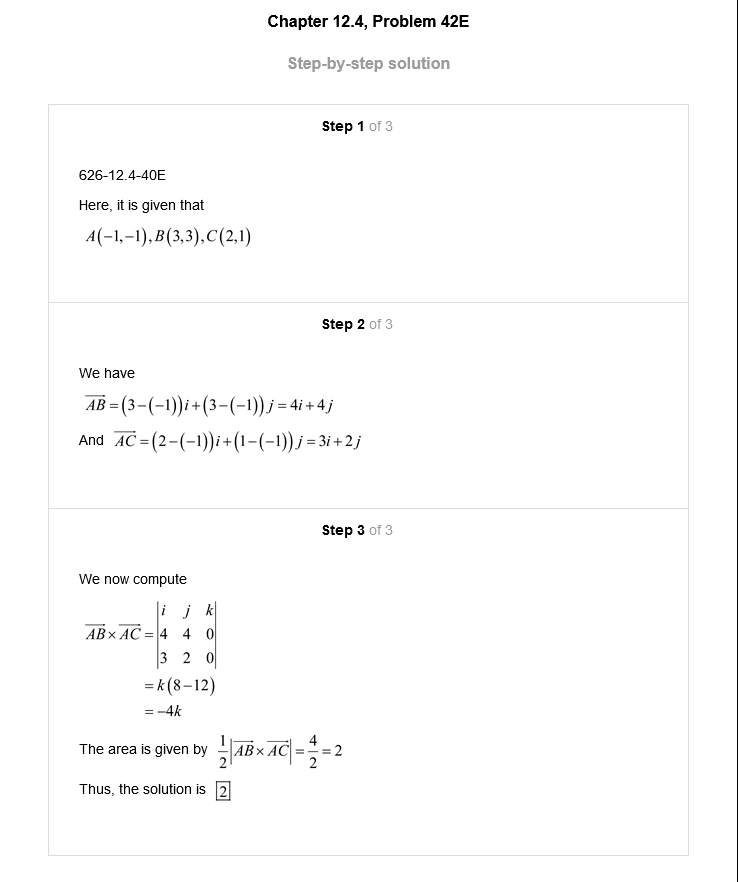 Chapter 12.4, Problem 42E
Step-by-step solution
Step 1 of 3
626-12.4-40E
Here, it is given that
A(−1,−1), B(3,3), C(2,1)
Step 2 of 3
We have
$\overrightarrow{AB} = (3-(-1))i + (3-(-1))j = 4i + 4j$
And $\overrightarrow{AC} = (2-(-1))i + (1-(-1))j = 3i + 2j$
Step 3 of 3
We now compute
$\overrightarrow{AB} \times \overrightarrow{AC} = \begin{vmatrix} i & j & k \\ 4 & 4 & 0 \\ 3 & 2 & 0 \end{vmatrix}$
$= k(8-12)$
$= -4k$
The area is given by $\frac{1}{2}|\overrightarrow{AB} \times \overrightarrow{AC}| = \frac{4}{2} = 2$
Thus, the solution is $\boxed{2}$